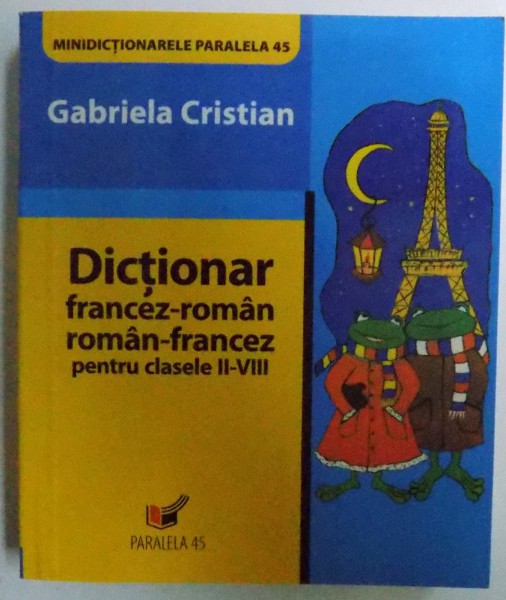 MINIDICȚIONARELE PARALELA 45
Gabriela Cristian
Dicționar
francez-român
român-francez
pentru clasele II-VIII
PARALELA 45